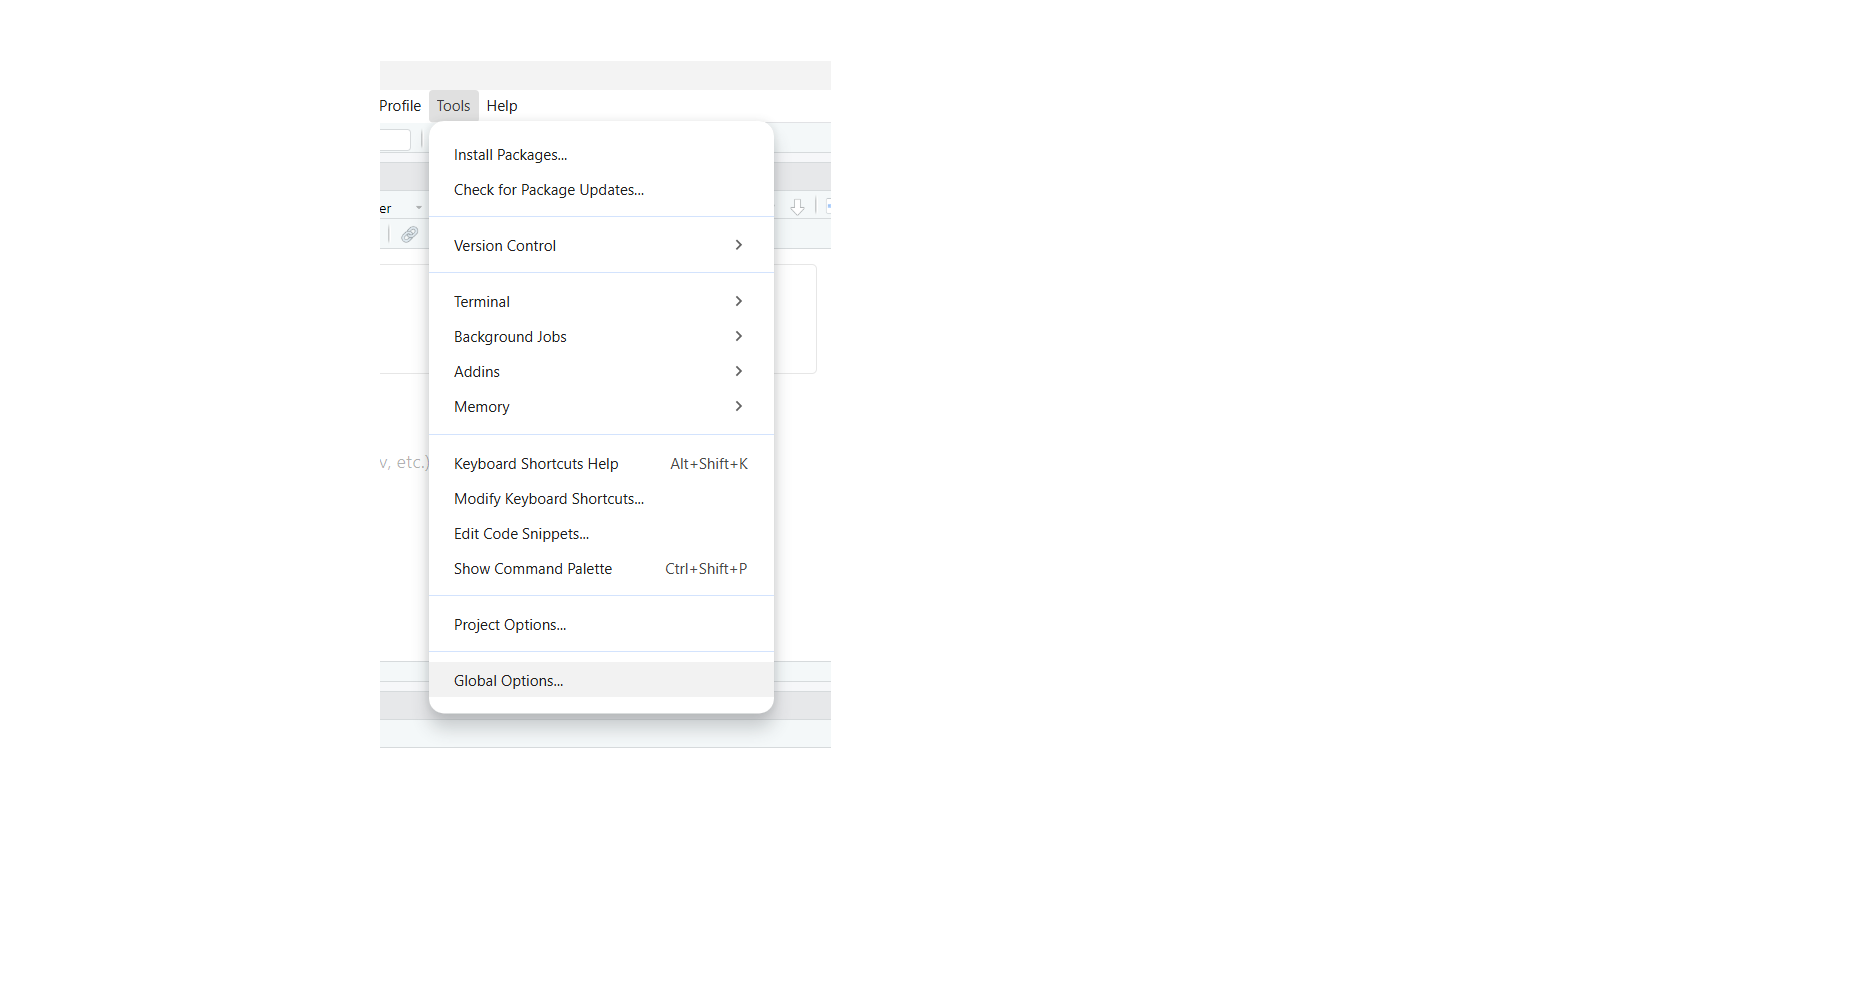 Profile Tools Help
Install Packages...
Check for Package Updates...
er
Version Control
Terminal
Background Jobs
Addins
Memory
v, etc.)
Keyboard Shortcuts Help Alt+Shift+K
Modify Keyboard Shortcuts...
Edit Code Snippets...
Show Command Palette Ctrl+Shift+P
Project Options...
Global Options...